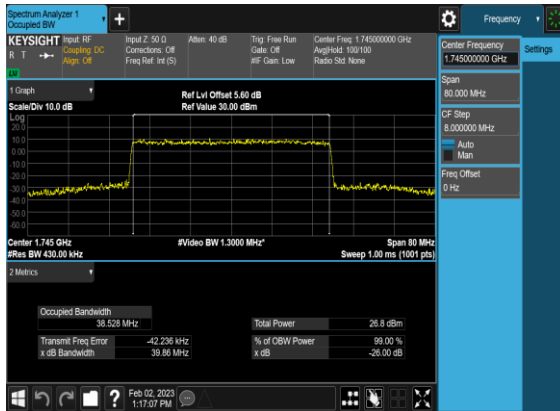 Spectrum Analyzer 1
Occupied BW
Frequency
KEYSIGHT
R T
Input: RF
Coupling: DC
Align: Off
Input Z: 50 Ω
Corrections: Off
Freq Ref: Int (S)
Atten: 40 dB
Trig: Free Run
Gate: Off
#IF Gain: Low
Center Freq: 1.745000000 GHz
Avg|Hold: 100/100
Radio Std: None
Center Frequency
1.745000000 GHz
Settings
Span
80.000 MHz
CF Step
8.000000 MHz
Auto
Man
Freq Offset
0 Hz
1 Graph
Scale/Div 10.0 dB
Ref Lvl Offset 5.60 dB
Ref Value 30.00 dBm
Log
20.0
10.0
0.00
-10.0
-20.0
-30.0
-40.0
-50.0
-60.0
Center 1.745 GHz
#Video BW 1.3000 MHz*
Span 80 MHz
#Res BW 430.00 kHz
Sweep 1.00 ms (1001 pts)
2 Metrics
Occupied Bandwidth
38.528 MHz
Total Power 26.8 dBm
Transmit Freq Error -42.236 kHz
% of OBW Power 99.00 %
x dB Bandwidth 39.86 MHz
x dB -26.00 dB
?
Feb 02, 2023
1:17:07 PM